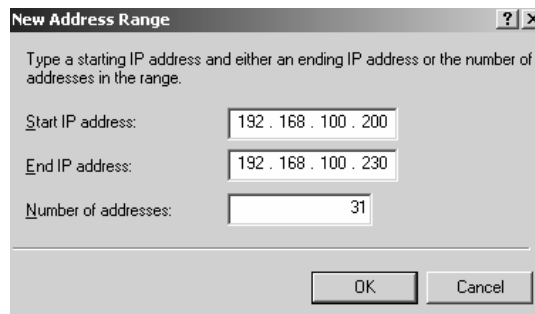 New Address Range
Type a starting IP address and either an ending IP address or the number of
addresses in the range.
Start IP address: 192 . 168 . 100 . 200
End IP address: 192 . 168 . 100 . 230
Number of addresses: 31
OK Cancel